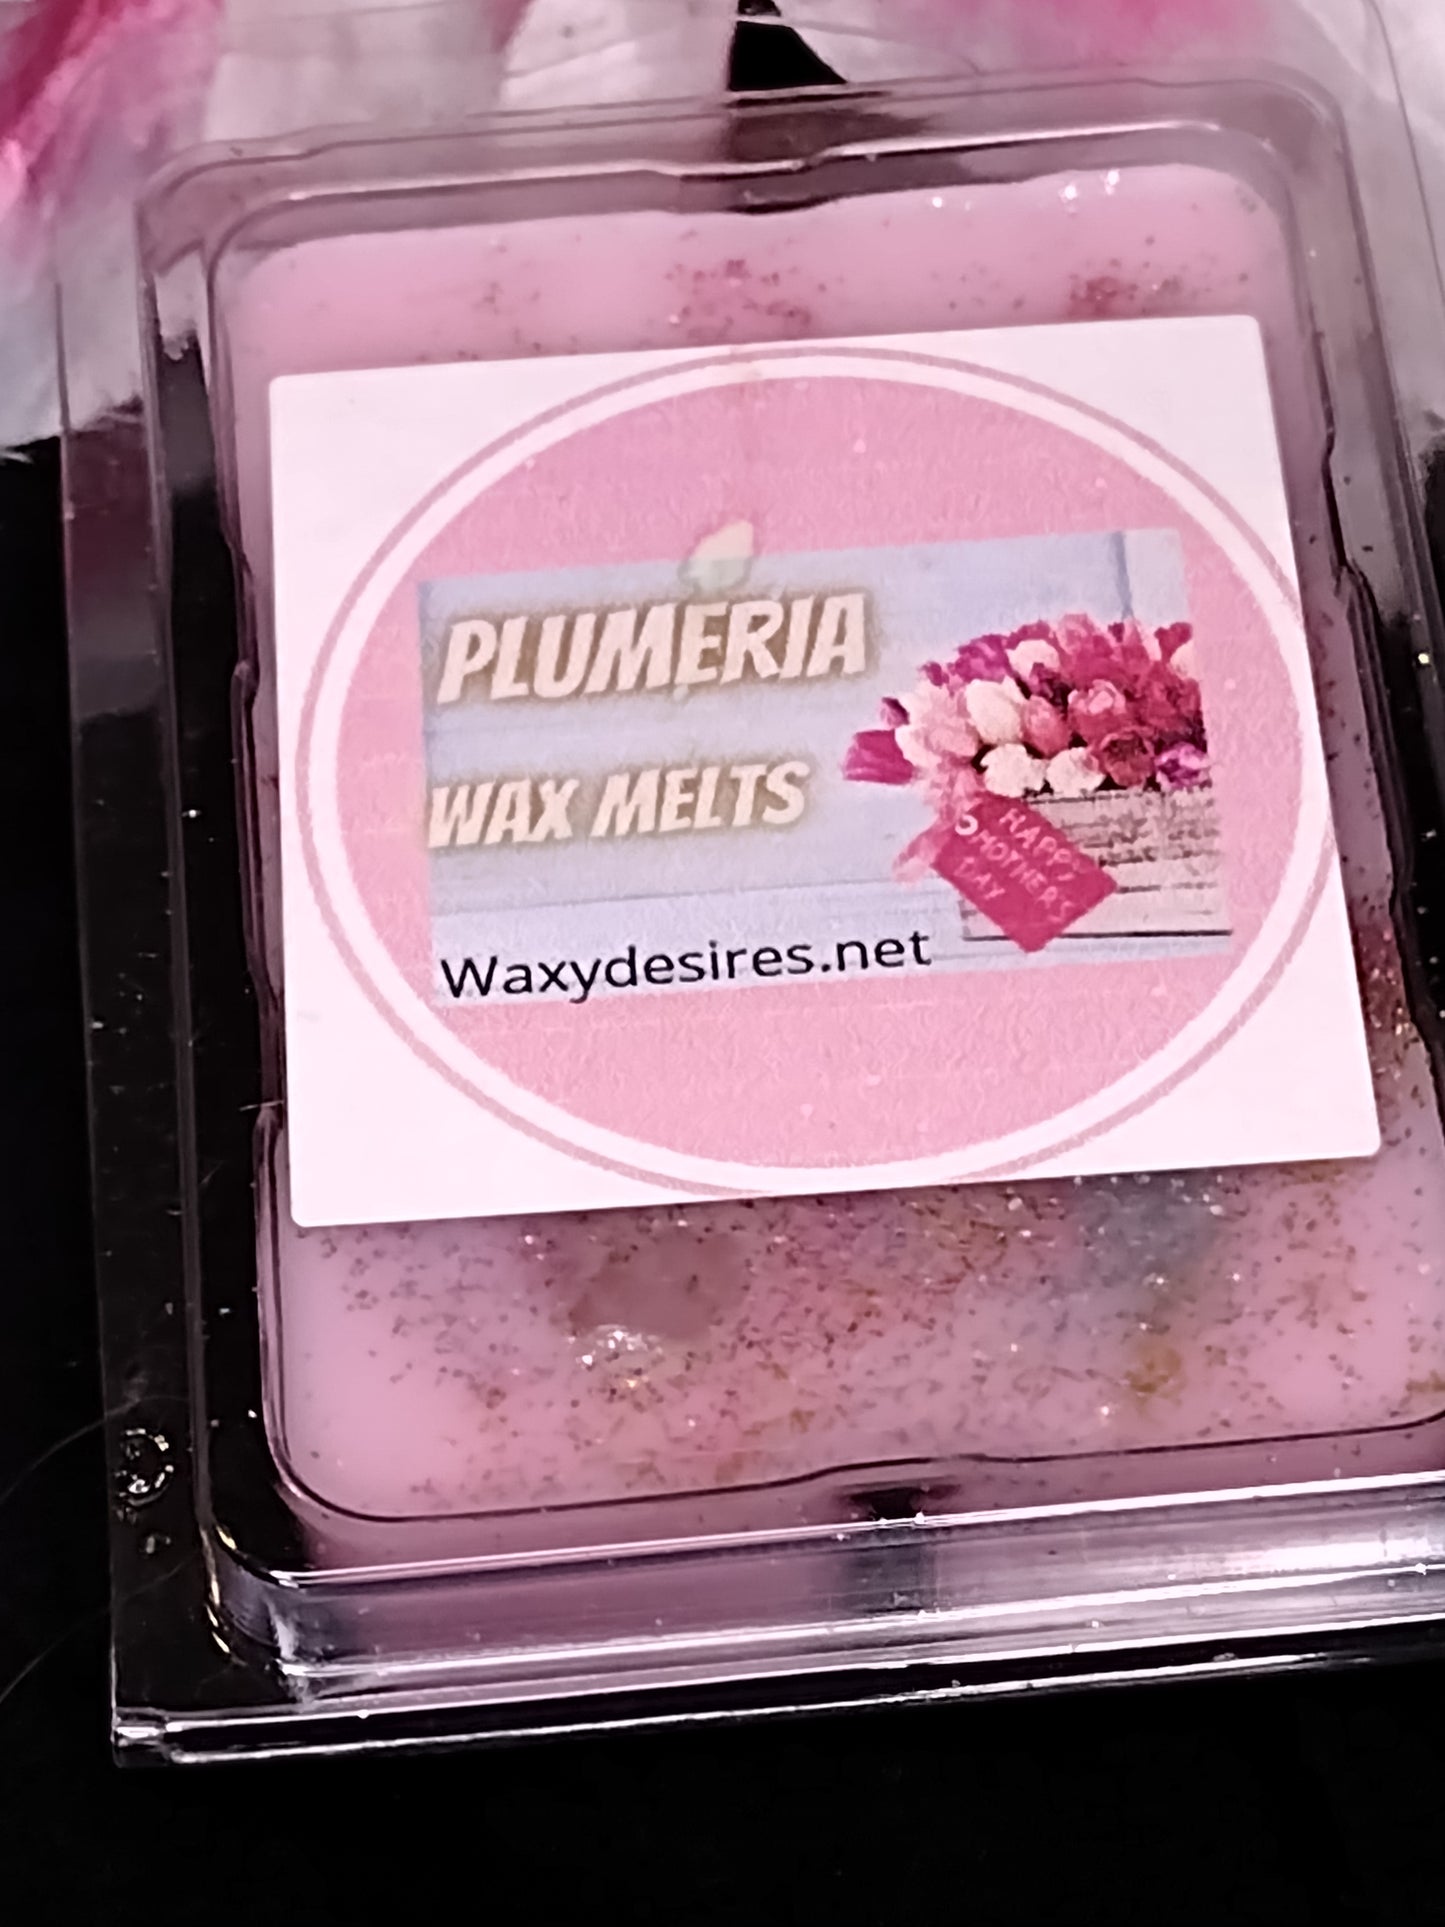 PLUMERIA
WAX MELTS
HAPPY
MOTHERS
DAY
Waxydesires.net